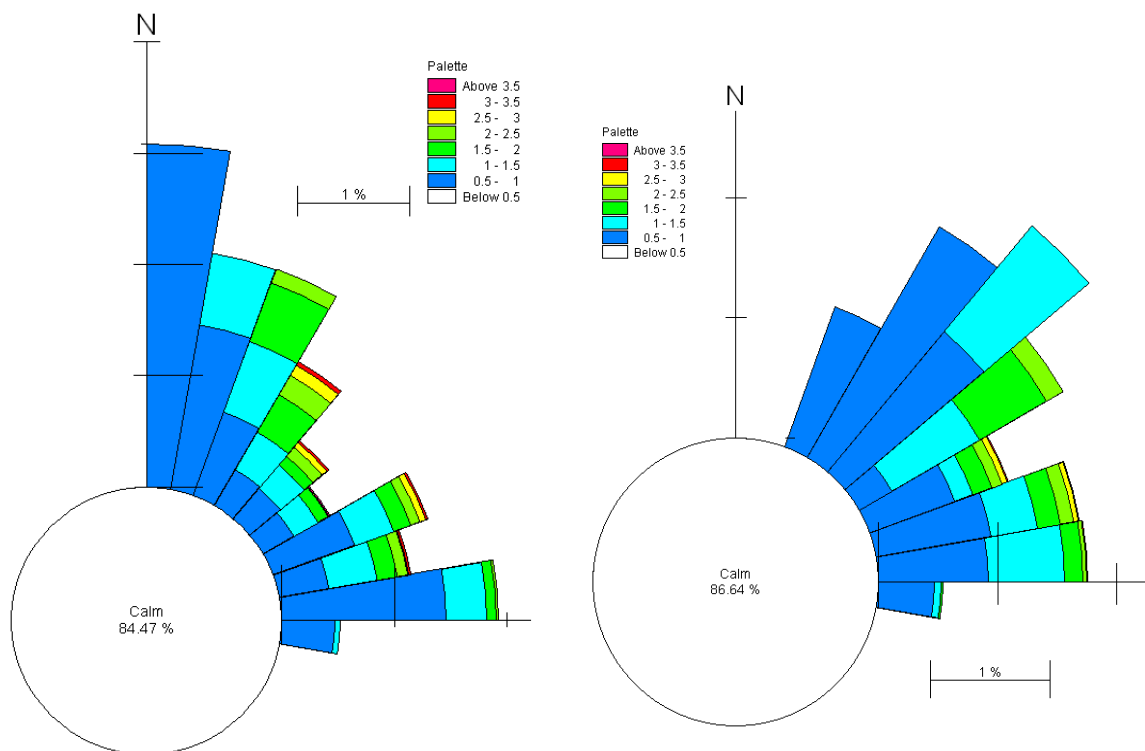 N
Palette
Above 3.5
3 - 3.5
2.5 - 3
2 - 2.5
1.5 - 2
1 - 1.5
0.5 - 1
Below 0.5
1 %
Calm
84.47 %
N
Palette
Above 3.5
3 - 3.5
2.5 - 3
2 - 2.5
1.5 - 2
1 - 1.5
0.5 - 1
Below 0.5
Calm
86.64 %
1 %